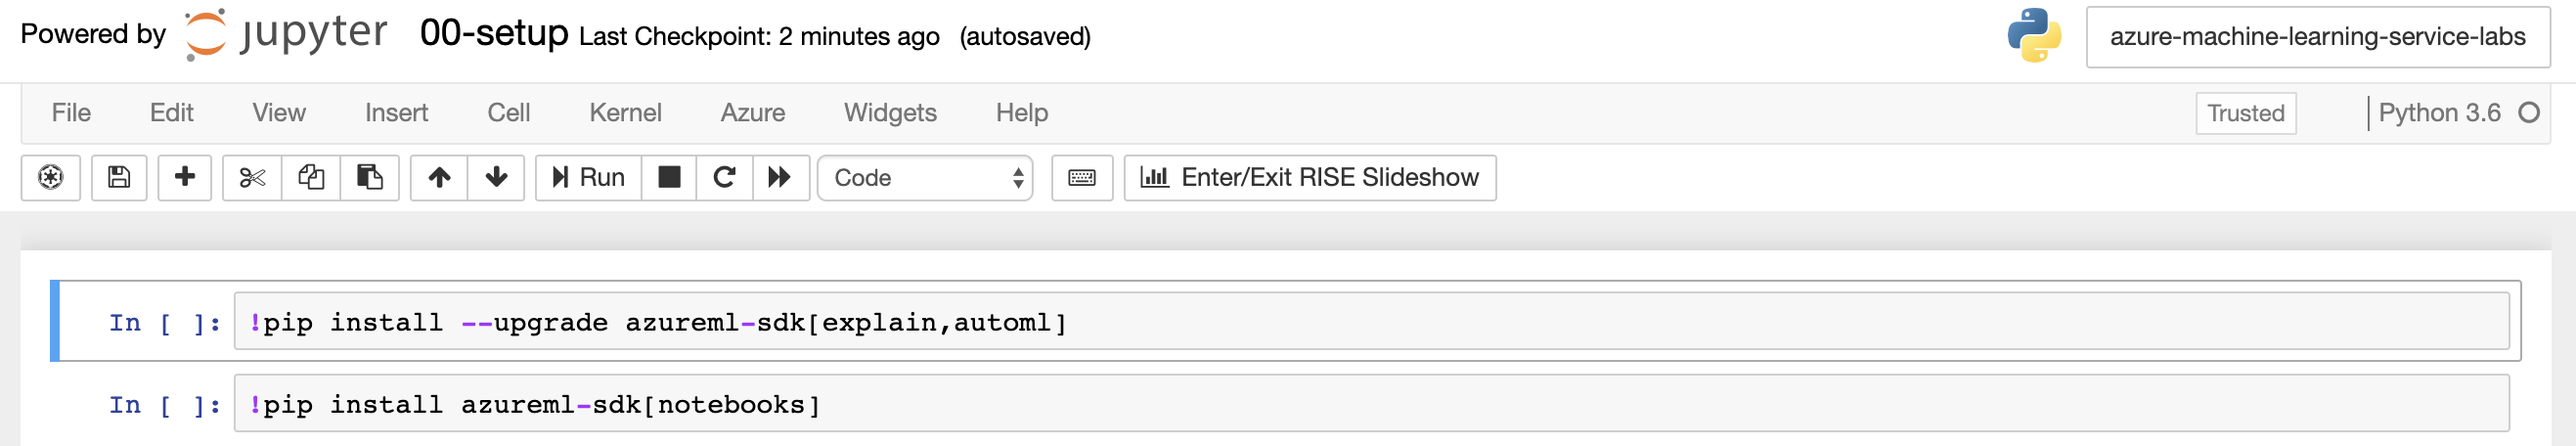 Powered by jupyter 00-setup Last Checkpoint: 2 minutes ago (autosaved) azure-machine-learning-service-labs
File Edit View Insert Cell Kernel Azure Widgets Help Trusted Python 3.6
Run Code Enter/Exit RISE Slideshow
In [ ]: !pip install --upgrade azureml-sdk[explain,automl]
In [ ]: !pip install azureml-sdk[notebooks]